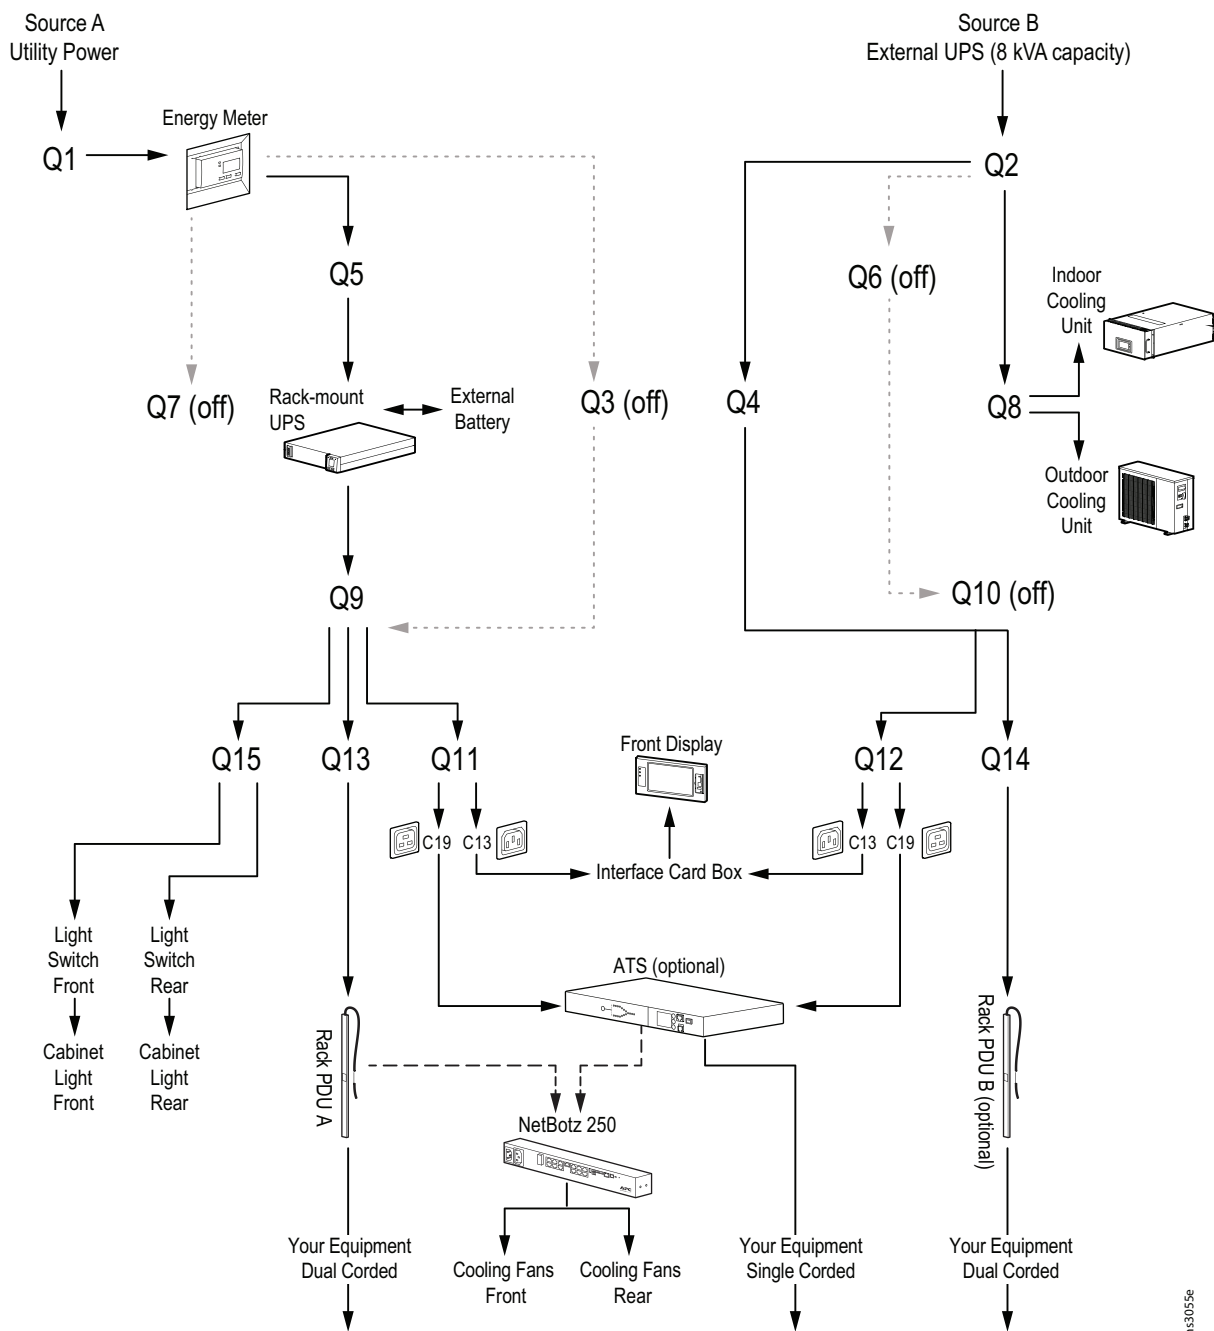 Source A
Utility Power
Source B
External UPS (8 kVA capacity)
Energy Meter
Q1
Q2
Q5
Q6 (off)
Indoor
Cooling
Unit
Q7 (off)
Rack-mount
UPS
External
Battery
Q3 (off)
Q4
Q8
Outdoor
Cooling
Unit
Q9
Q10 (off)
Q15
Q13
Q11
Front Display
Q12
Q14
C19
C13
C13
C19
Interface Card Box
Light
Switch
Front
Light
Switch
Rear
ATS (optional)
Cabinet
Light
Front
Cabinet
Light
Rear
Rack PDU A
Rack PDU B (optional)
NetBotz 250
APC
Your Equipment
Dual Corded
Cooling Fans
Front
Cooling Fans
Rear
Your Equipment
Single Corded
Your Equipment
Dual Corded
ns3055e